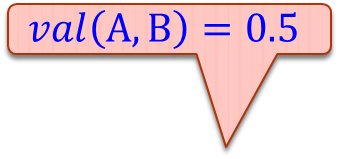 val(A, B) = 0.5